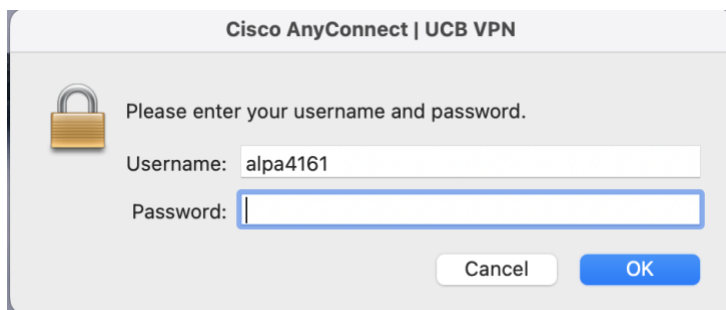 Cisco AnyConnect | UCB VPN
Please enter your username and password.
Username: alpa4161
Password:
Cancel OK